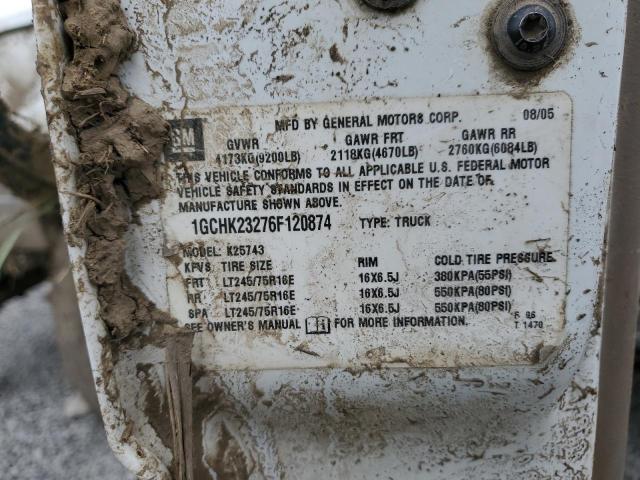 MFD BY GENERAL MOTORS CORP. 08/05
GM GVWR GAWR FRT GAWR RR
4173KG(9200LB) 2118KG(4670LB) 2760KG(6084LB)
THIS VEHICLE CONFORMS TO ALL APPLICABLE U.S. FEDERAL MOTOR
VEHICLE SAFETY STANDARDS IN EFFECT ON THE DATE OF
MANUFACTURE SHOWN ABOVE.
1GCHK23276F120874 TYPE: TRUCK
MODEL: K25743
KPVS TIRE SIZE RIM COLD TIRE PRESSURE
FRT LT245/75R16E 16X6.5J 380KPA(55PSI)
RR LT245/75R16E 16X6.5J 550KPA(80PSI)
SPA LT245/75R16E 16X6.5J 550KPA(80PSI)
SEE OWNER'S MANUAL FOR MORE INFORMATION.
T 1470